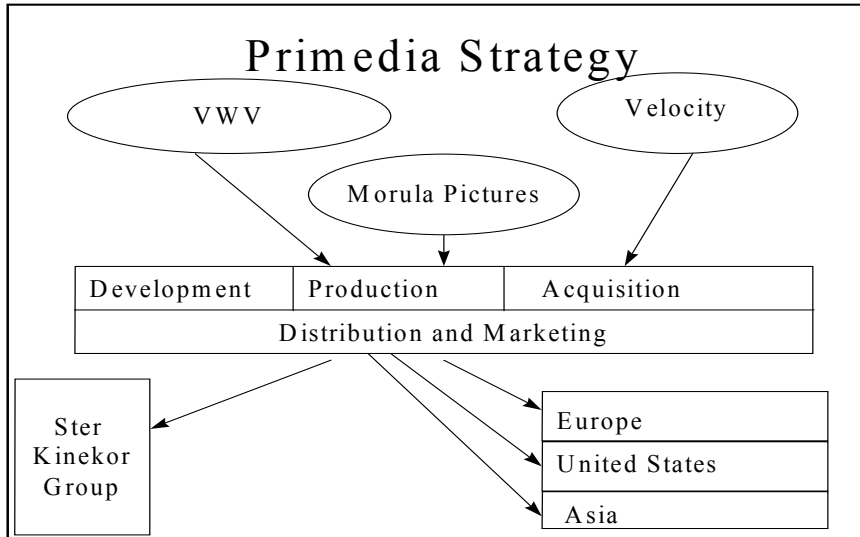 Primedia Strategy
VWV
Velocity
Morula Pictures
Development
Production
Acquisition
Distribution and Marketing
Ster
Kinekor
Group
Europe
United States
Asia